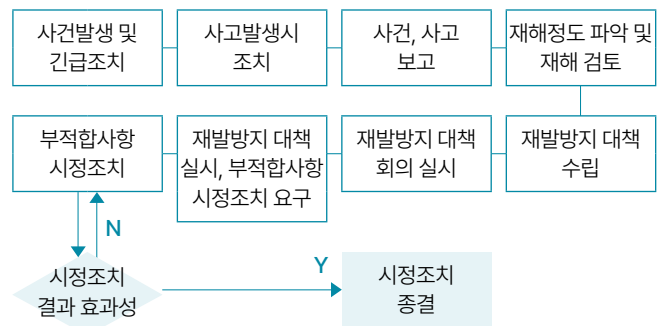 사건발생 및
긴급조치
사고발생시
조치
사건, 사고
보고
재해정도 파악 및
재해 검토
부적합사항
시정조치
재발방지 대책
실시, 부적합사항
시정조치 요구
재발방지 대책
회의 실시
재발방지 대책
수립
N
시정조치
결과 효과성
Y
시정조치
종결